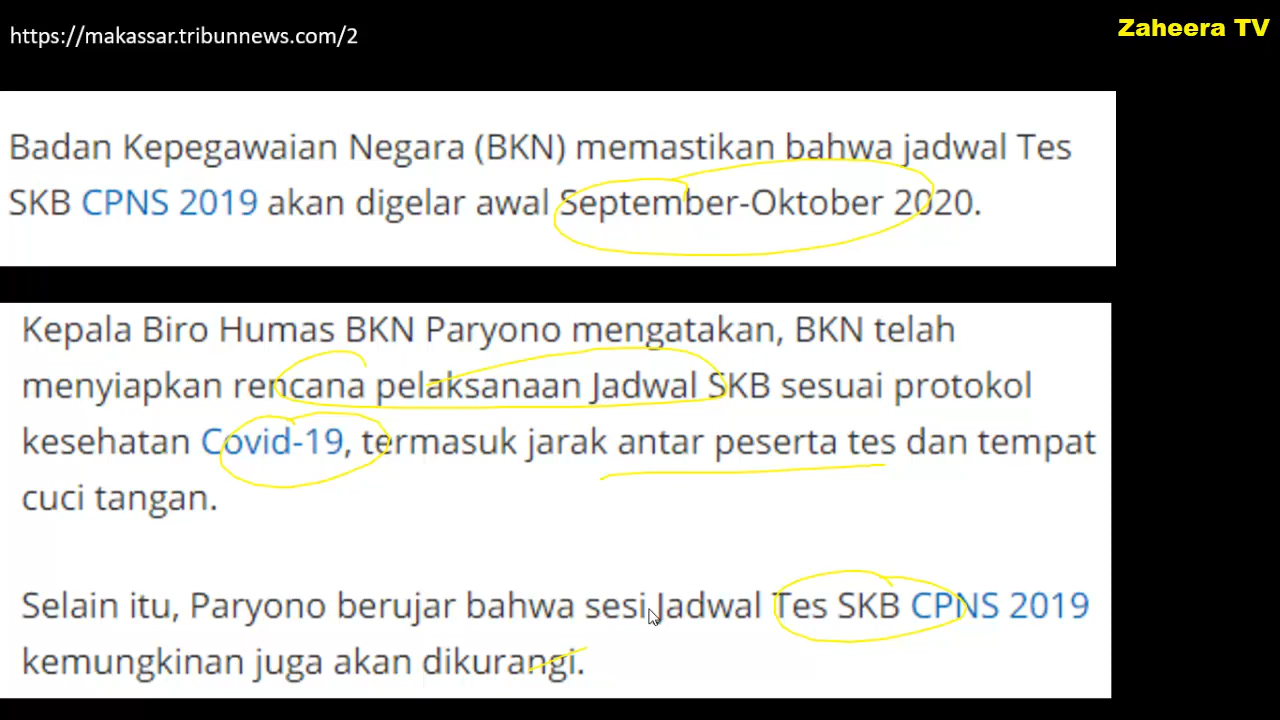 https://makassar.tribunnews.com/2
Zaheera TV
Badan Kepegawaian Negara (BKN) memastikan bahwa jadwal Tes
SKB CPNS 2019 akan digelar awal September-Oktober 2020.
Kepala Biro Humas BKN Paryono mengatakan, BKN telah
menyiapkan rencana pelaksanaan Jadwal SKB sesuai protokol
kesehatan Covid-19, termasuk jarak antar peserta tes dan tempat
cuci tangan.
Selain itu, Paryono berujar bahwa sesi Jadwal Tes SKB CPNS 2019
kemungkinan juga akan dikurangi.